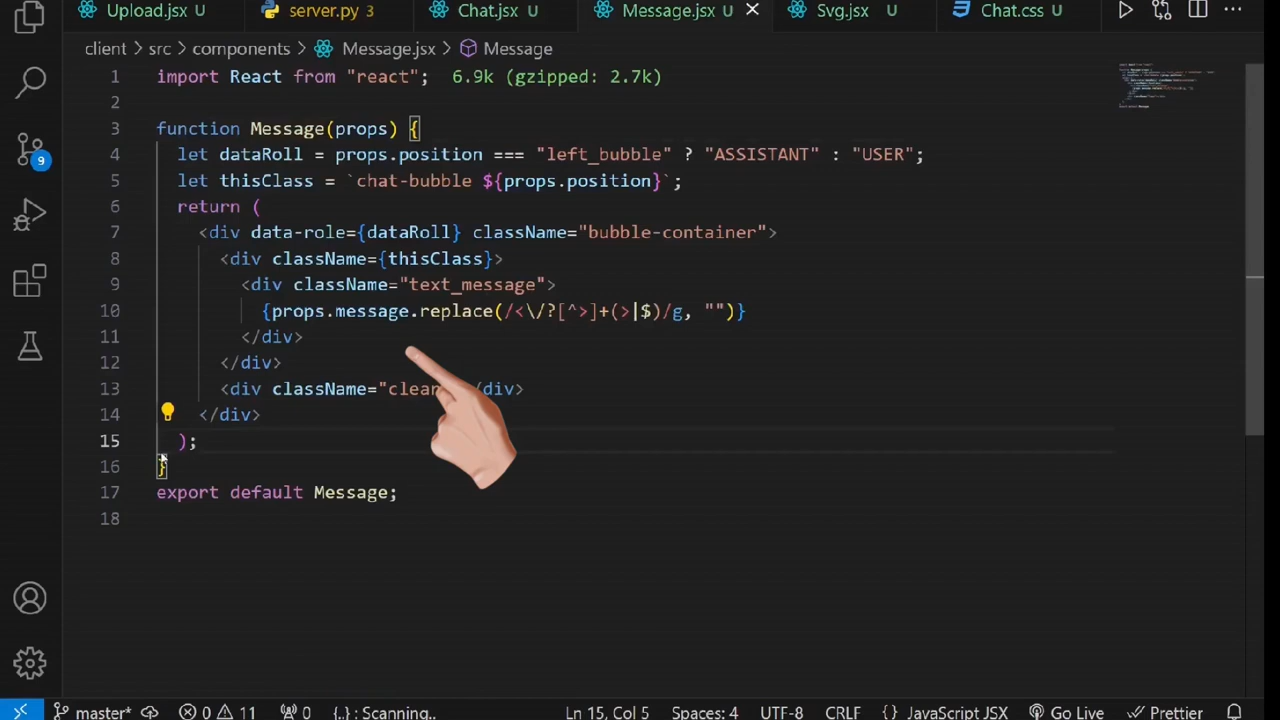 Upload.jsx U server.py 3 Chat.jsx U Message.jsx U Svg.jsx U Chat.css U
client > src > components > Message.jsx > Message
1 import React from "react"; 6.9k (gzipped: 2.7k)
2
3 function Message(props) {
4 let dataRoll = props.position === "left_bubble" ? "ASSISTANT" : "USER";
5 let thisClass = `chat-bubble ${props.position}`;
6 return (
7 <div data-role={dataRoll} className="bubble-container">
8 <div className={thisClass}>
9 <div className="text_message">
10 {props.message.replace(/<\/?[^>]+(>|$)/g, "")}
11 </div>
12 </div>
13 <div className="clear /div>
14 </div>
15 );
16 }
17 export default Message;
18
9
master* 0 11 0 {..} : Scanning.. Ln 15, Col 5 Spaces: 4 UTF-8 CRLF {} JavaScript JSX Go Live Prettier